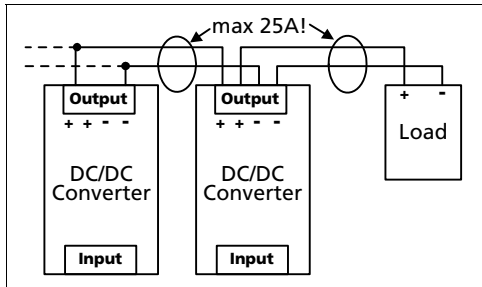 max 25A!
Output
Output
+ + - -
+ + - -
+ -
Load
DC/DC
Converter
DC/DC
Converter
Input
Input